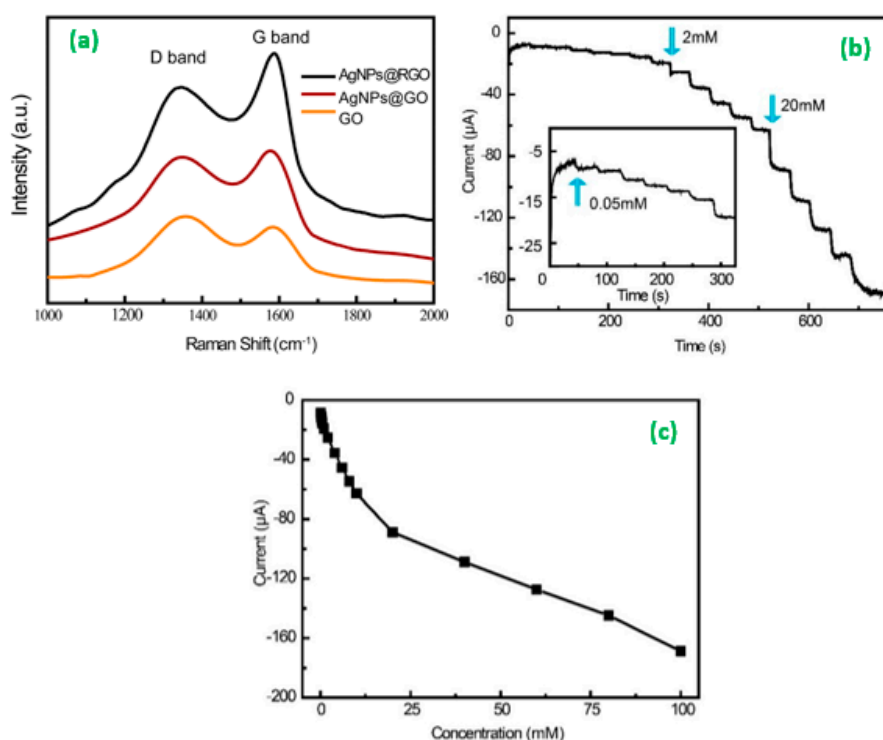 (a)
D band
G band
AgNPs@RGO
AgNPs@GO
GO
Intensity (a.u.)
1000 1200 1400 1600 1800 2000
Raman Shift (cm⁻¹)
(b)
2mM
20mM
0
-40
-80
-120
-160
Current (µA)
-5
-15
-25
0.05mM
0 100 200 300
Time (s)
0 200 400 600
Time (s)
(c)
0
-40
-80
-120
-160
-200
Current (µA)
0 25 50 75 100
Concentration (mM)